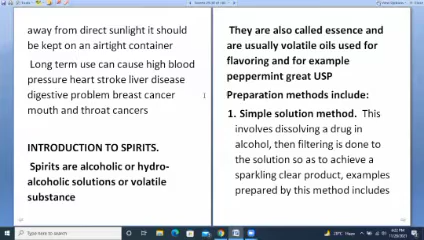 away from direct sunlight it should
be kept on an airtight container
Long term use can cause high blood
pressure heart stroke liver disease
digestive problem breast cancer
mouth and throat cancers
INTRODUCTION TO SPIRITS.
Spirits are alcoholic or hydro-
alcoholic solutions or volatile
substance
They are also called essence and
are usually volatile oils used for
flavoring and for example
peppermint great USP
Preparation methods include:
1. Simple solution method. This
involves dissolving a drug in
alcohol, then filtering is done to
the solution so as to achieve a
sparkling clear product, examples
prepared by this method includes
Type here to search